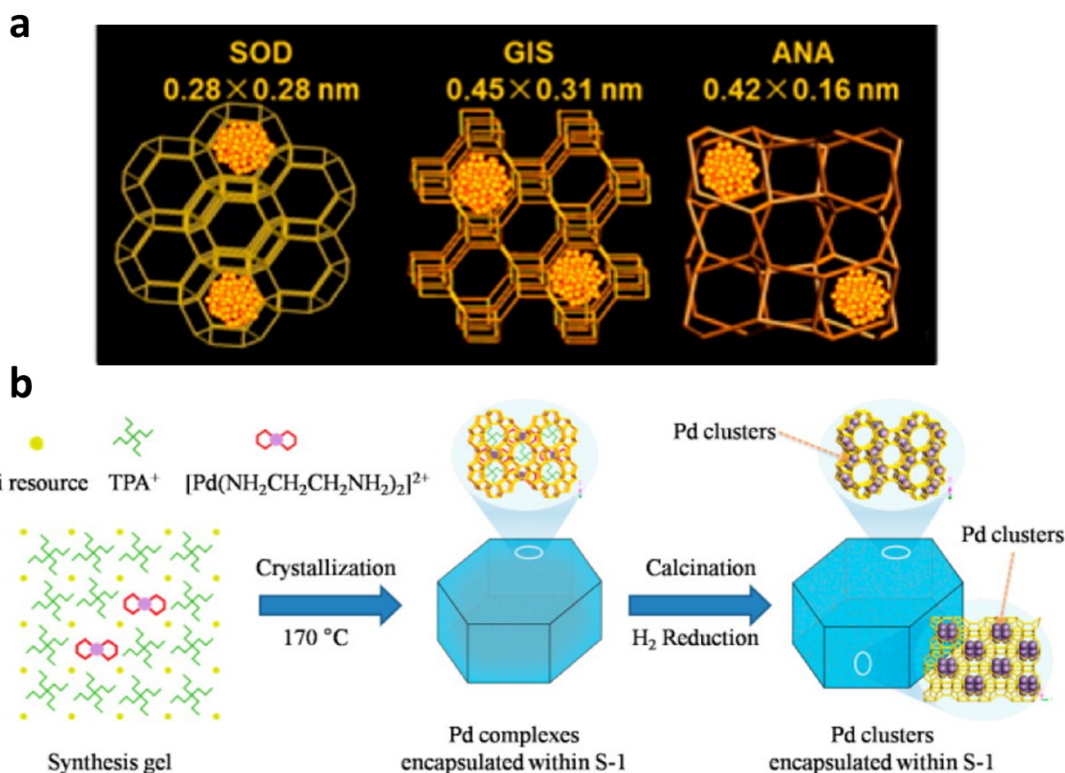 a
SOD GIS ANA
0.28×0.28 nm 0.45×0.31 nm 0.42×0.16 nm
b
i resource TPA⁺ [Pd(NH₂CH₂CH₂NH₂)₂]²⁺
Pd clusters
Pd clusters
Crystallization
170 °C
Calcination
H₂ Reduction
Synthesis gel
Pd complexes
encapsulated within S-1
Pd clusters
encapsulated within S-1